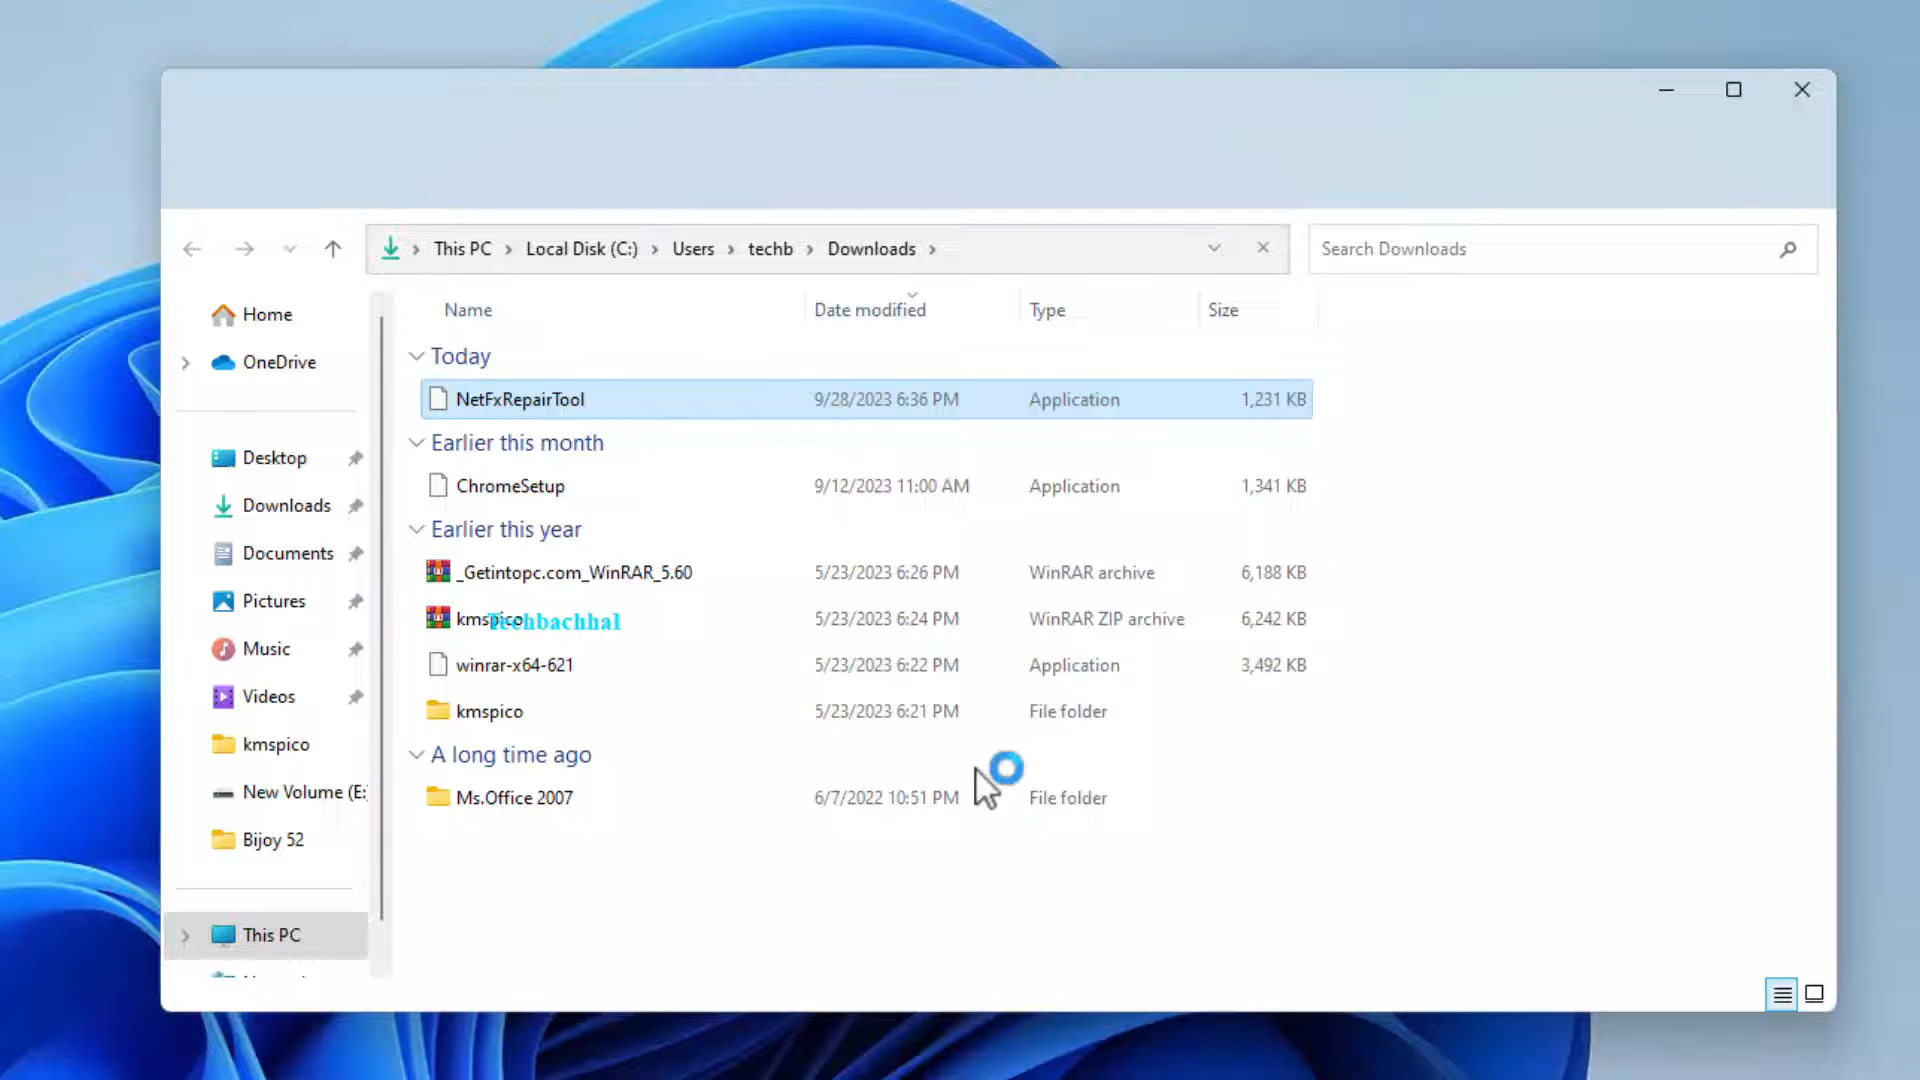 This PC
Local Disk (C:)
Users
techb
Downloads
Search Downloads
Home
OneDrive
Desktop
Downloads
Documents
Pictures
Music
Videos
kmspico
New Volume (E:
Bijoy 52
This PC
Name Date modified Type Size
Today
NetFxRepairTool 9/28/2023 6:36 PM Application 1,231 KB
Earlier this month
ChromeSetup 9/12/2023 11:00 AM Application 1,341 KB
Earlier this year
_Getintopc.com_WinRAR_5.60 5/23/2023 6:26 PM WinRAR archive 6,188 KB
kmspico 5/23/2023 6:24 PM WinRAR ZIP archive 6,242 KB
Techbachhal
winrar-x64-621 5/23/2023 6:22 PM Application 3,492 KB
kmspico 5/23/2023 6:21 PM File folder
A long time ago
Ms.Office 2007 6/7/2022 10:51 PM File folder